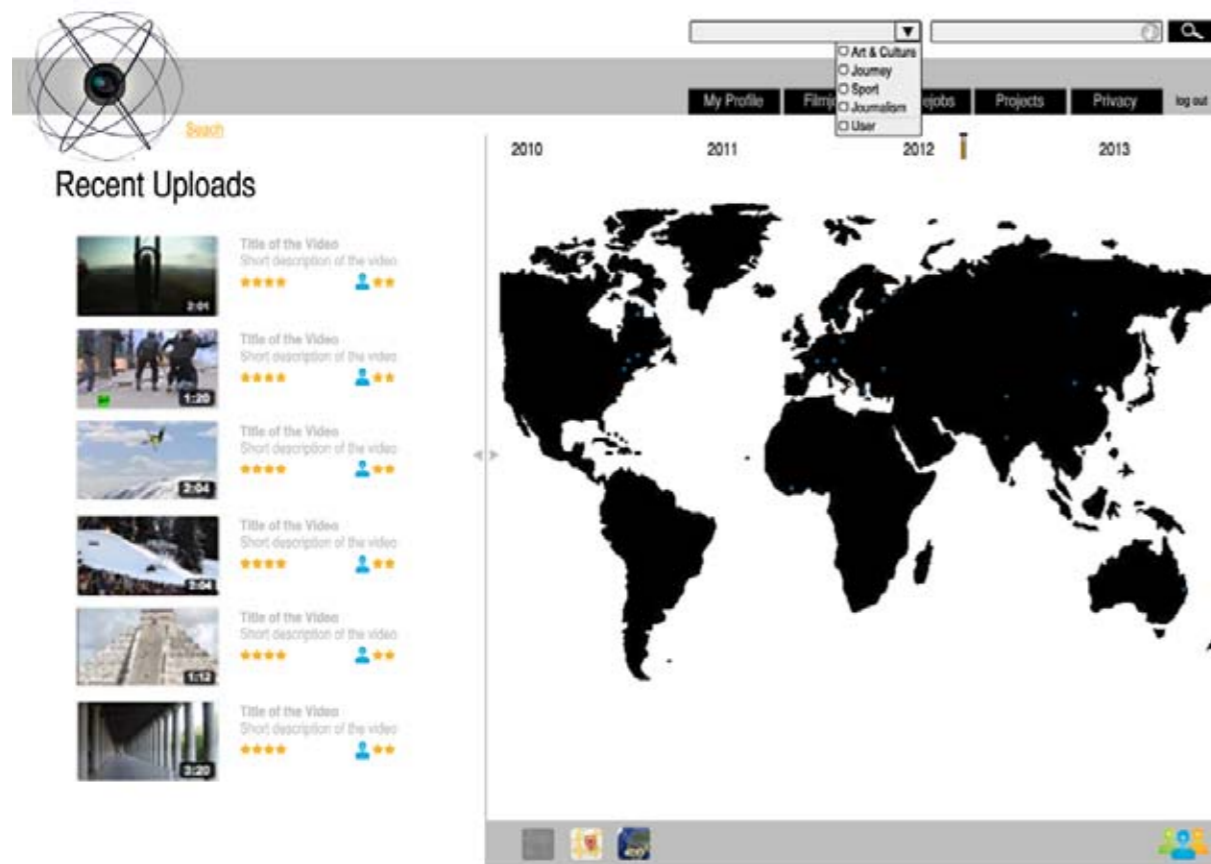 Art & Culture
Journey
Sport
Journalism
User
My Profile
Projects
Privacy
log out
Seach
2010
2011
2012
2013
Recent Uploads
Title of the Video
Short description of the video
2:01
Title of the Video
Short description of the video
1:20
Title of the Video
Short description of the video
2:04
Title of the Video
Short description of the video
2:04
Title of the Video
Short description of the video
1:12
Title of the Video
Short description of the video
3:20